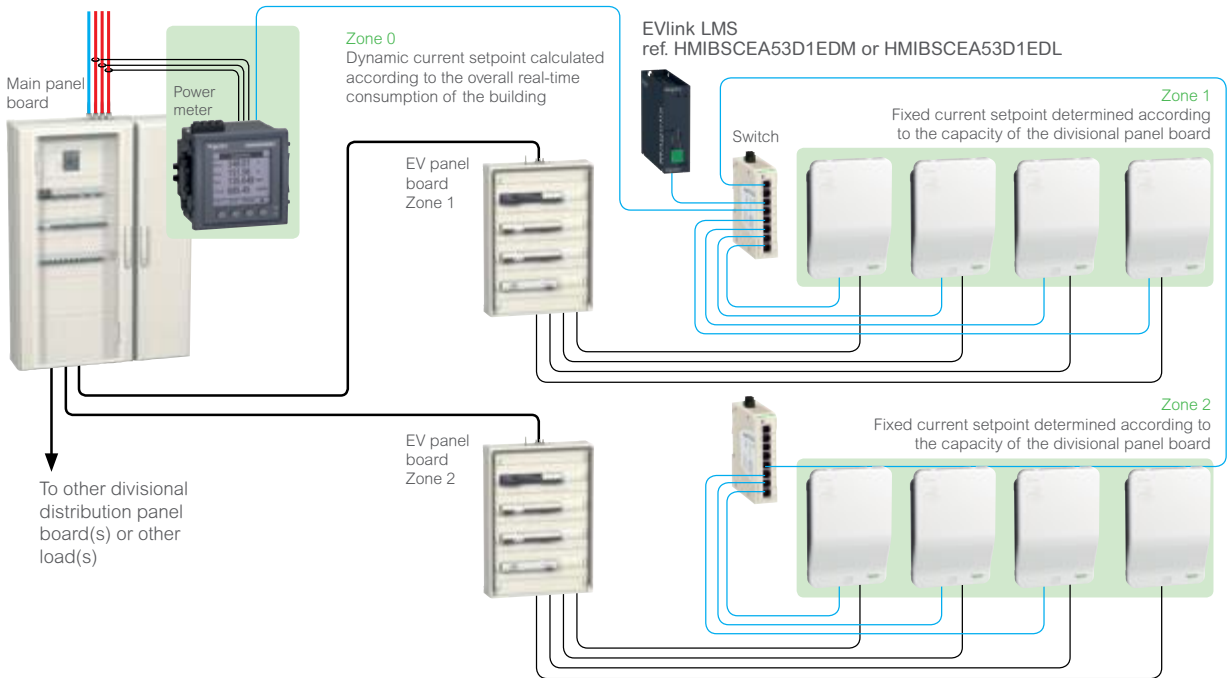 EVlink LMS
ref. HMIBSCEA53D1EDM or HMIBSCEA53D1EDL
Zone 0
Dynamic current setpoint calculated
according to the overall real-time
consumption of the building
Main panel
board
Power
meter
Zone 1
Fixed current setpoint determined according
to the capacity of the divisional panel board
Switch
EV panel
board
Zone 1
Zone 2
Fixed current setpoint determined according to
the capacity of the divisional panel board
EV panel
board
Zone 2
To other divisional
distribution panel
board(s) or other
load(s)